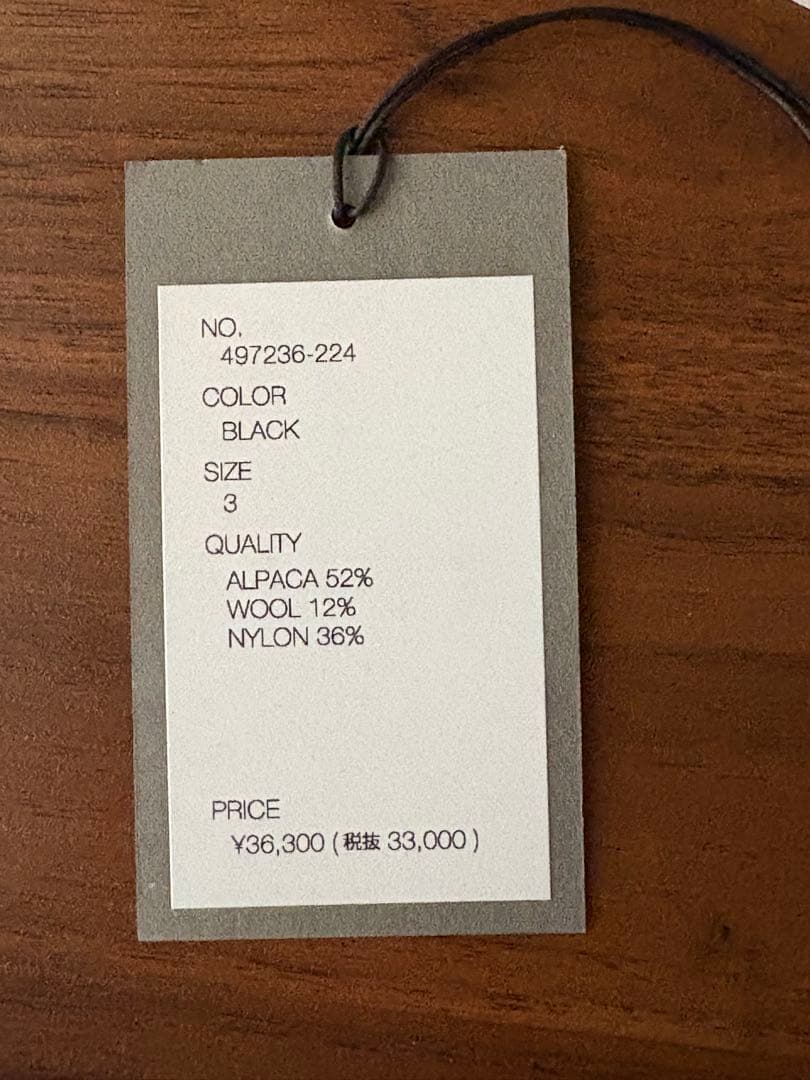 NO.
497236-224
COLOR
BLACK
SIZE
3
QUALITY
ALPACA 52%
WOOL 12%
NYLON 36%
PRICE
¥36,300 ( 税抜 33,000 )